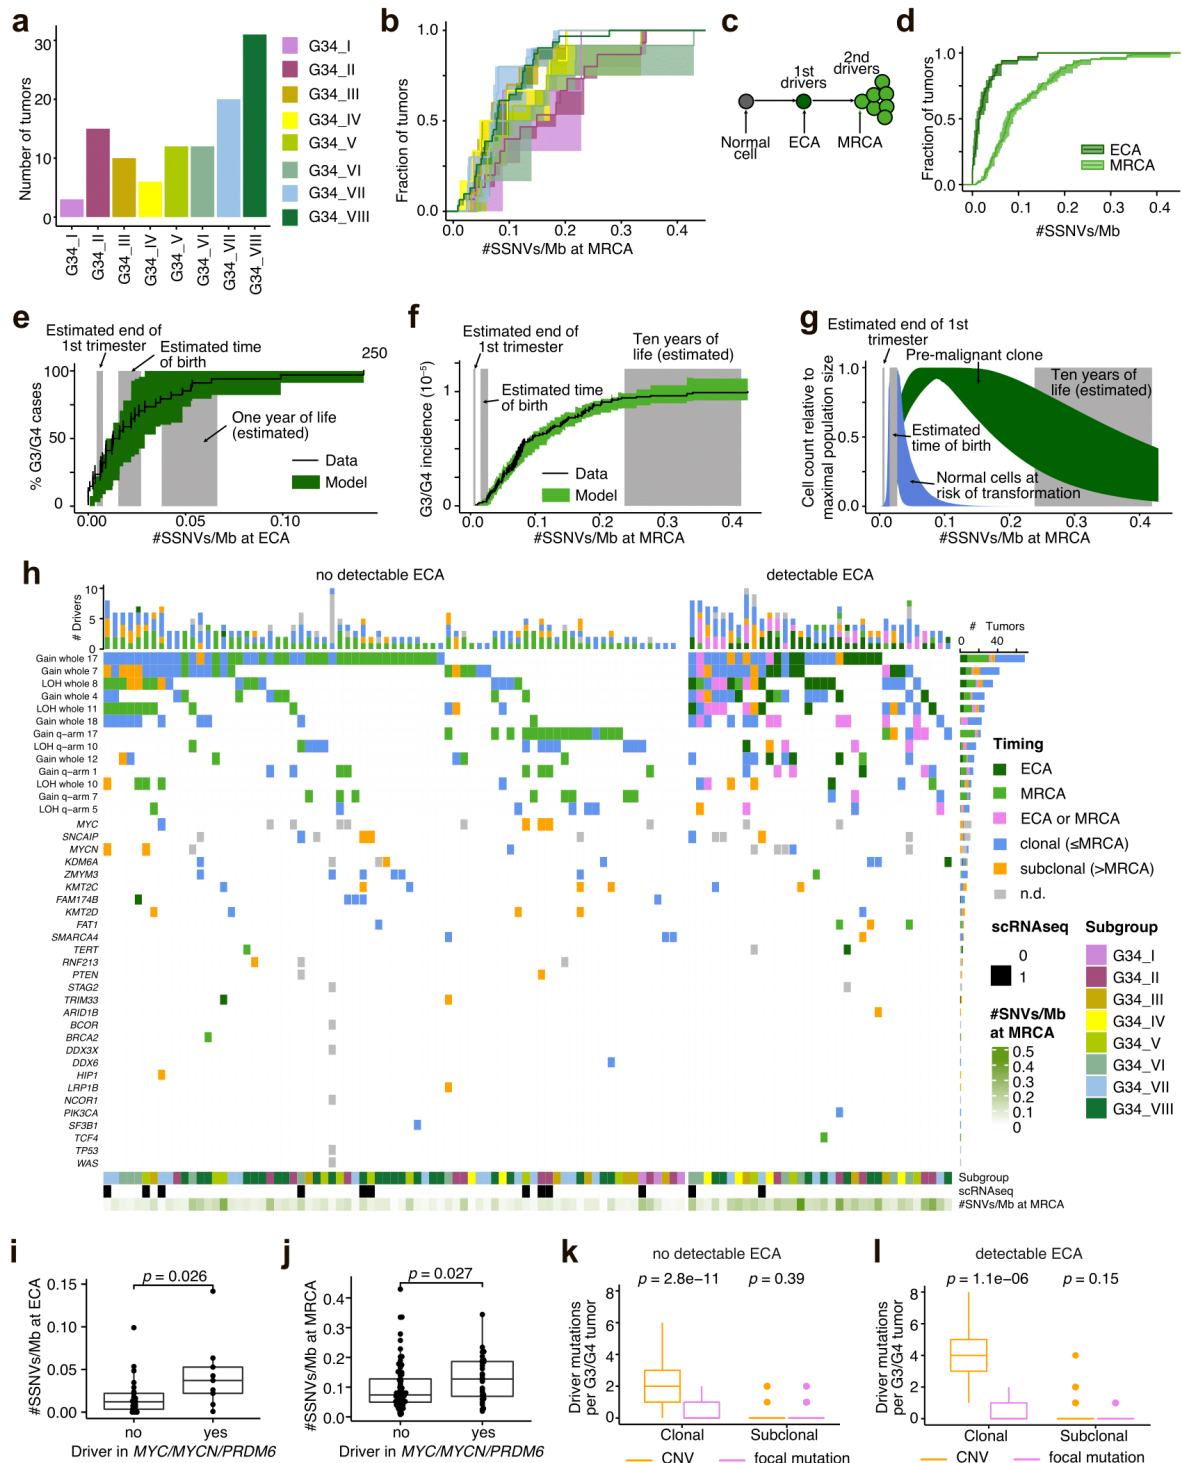 a
Number of tumors
30
20
10
0
G34_I
G34_II
G34_III
G34_IV
G34_V
G34_VI
G34_VII
G34_VIII
G34_I
G34_II
G34_III
G34_IV
G34_V
G34_VI
G34_VII
G34_VIII
b
Fraction of tumors
1.0
0.5
0.0
0.0 0.1 0.2 0.3 0.4
#SSNVs/Mb at MRCA
c
1st drivers
2nd drivers
Normal cell
ECA
MRCA
d
Fraction of tumors
1.0
0.5
0.0
ECA
MRCA
0.0 0.1 0.2 0.3 0.4
#SSNVs/Mb
e
Estimated end of
1st trimester
Estimated time
of birth
250
% G3/G4 cases
100
50
0
One year of life
(estimated)
Data
Model
0.00 0.05 0.10
#SSNVs/Mb at ECA
f
Estimated end of
1st trimester
Ten years of
life (estimated)
Estimated time
of birth
G3/G4 incidence (10⁻⁵)
1
0
Data
Model
0.0 0.1 0.2 0.3 0.4
#SSNVs/Mb at MRCA
g
Estimated end of 1st
trimester
Pre-malignant clone
Ten years of
life (estimated)
Estimated
time of birth
Normal cells at
risk of transformation
Cell count relative to
maximal population size
1.0
0.5
0.0
0.0 0.1 0.2 0.3 0.4
#SSNVs/Mb at MRCA
h
no detectable ECA
detectable ECA
# Drivers
10
5
0
# Tumors
0 40
Gain whole 17
Gain whole 7
LOH whole 8
Gain whole 4
LOH whole 11
Gain whole 18
Gain q−arm 17
LOH q−arm 10
Gain whole 12
Gain q−arm 1
LOH whole 10
Gain q−arm 7
LOH q−arm 5
MYC
SNCAIP
MYCN
KDM6A
ZMYM3
KMT2C
FAM174B
KMT2D
FAT1
SMARCA4
TERT
RNF213
PTEN
STAG2
TRIM33
ARID1B
BCOR
BRCA2
DDX3X
DDX6
HIP1
LRP1B
NCOR1
PIK3CA
SF3B1
TCF4
TP53
WAS
Subgroup
scRNAseq
#SNVs/Mb at MRCA
Timing
ECA
MRCA
ECA or MRCA
clonal (≤MRCA)
subclonal (>MRCA)
n.d.
scRNAseq
0
1
#SNVs/Mb
at MRCA
0.5
0.4
0.3
0.2
0.1
0
Subgroup
G34_I
G34_II
G34_III
G34_IV
G34_V
G34_VI
G34_VII
G34_VIII
i
p = 0.026
#SSNVs/Mb at ECA
0.15
0.10
0.05
0.00
no yes
Driver in MYC/MYCN/PRDM6
j
p = 0.027
#SSNVs/Mb at MRCA
0.4
0.3
0.2
0.1
0.0
no yes
Driver in MYC/MYCN/PRDM6
k
no detectable ECA
p = 2.8e−11 p = 0.39
Driver mutations
per G3/G4 tumor
8
6
4
2
0
Clonal Subclonal
CNV focal mutation
l
detectable ECA
p = 1.1e−06 p = 0.15
Driver mutations
per G3/G4 tumor
8
6
4
2
0
Clonal Subclonal
CNV focal mutation